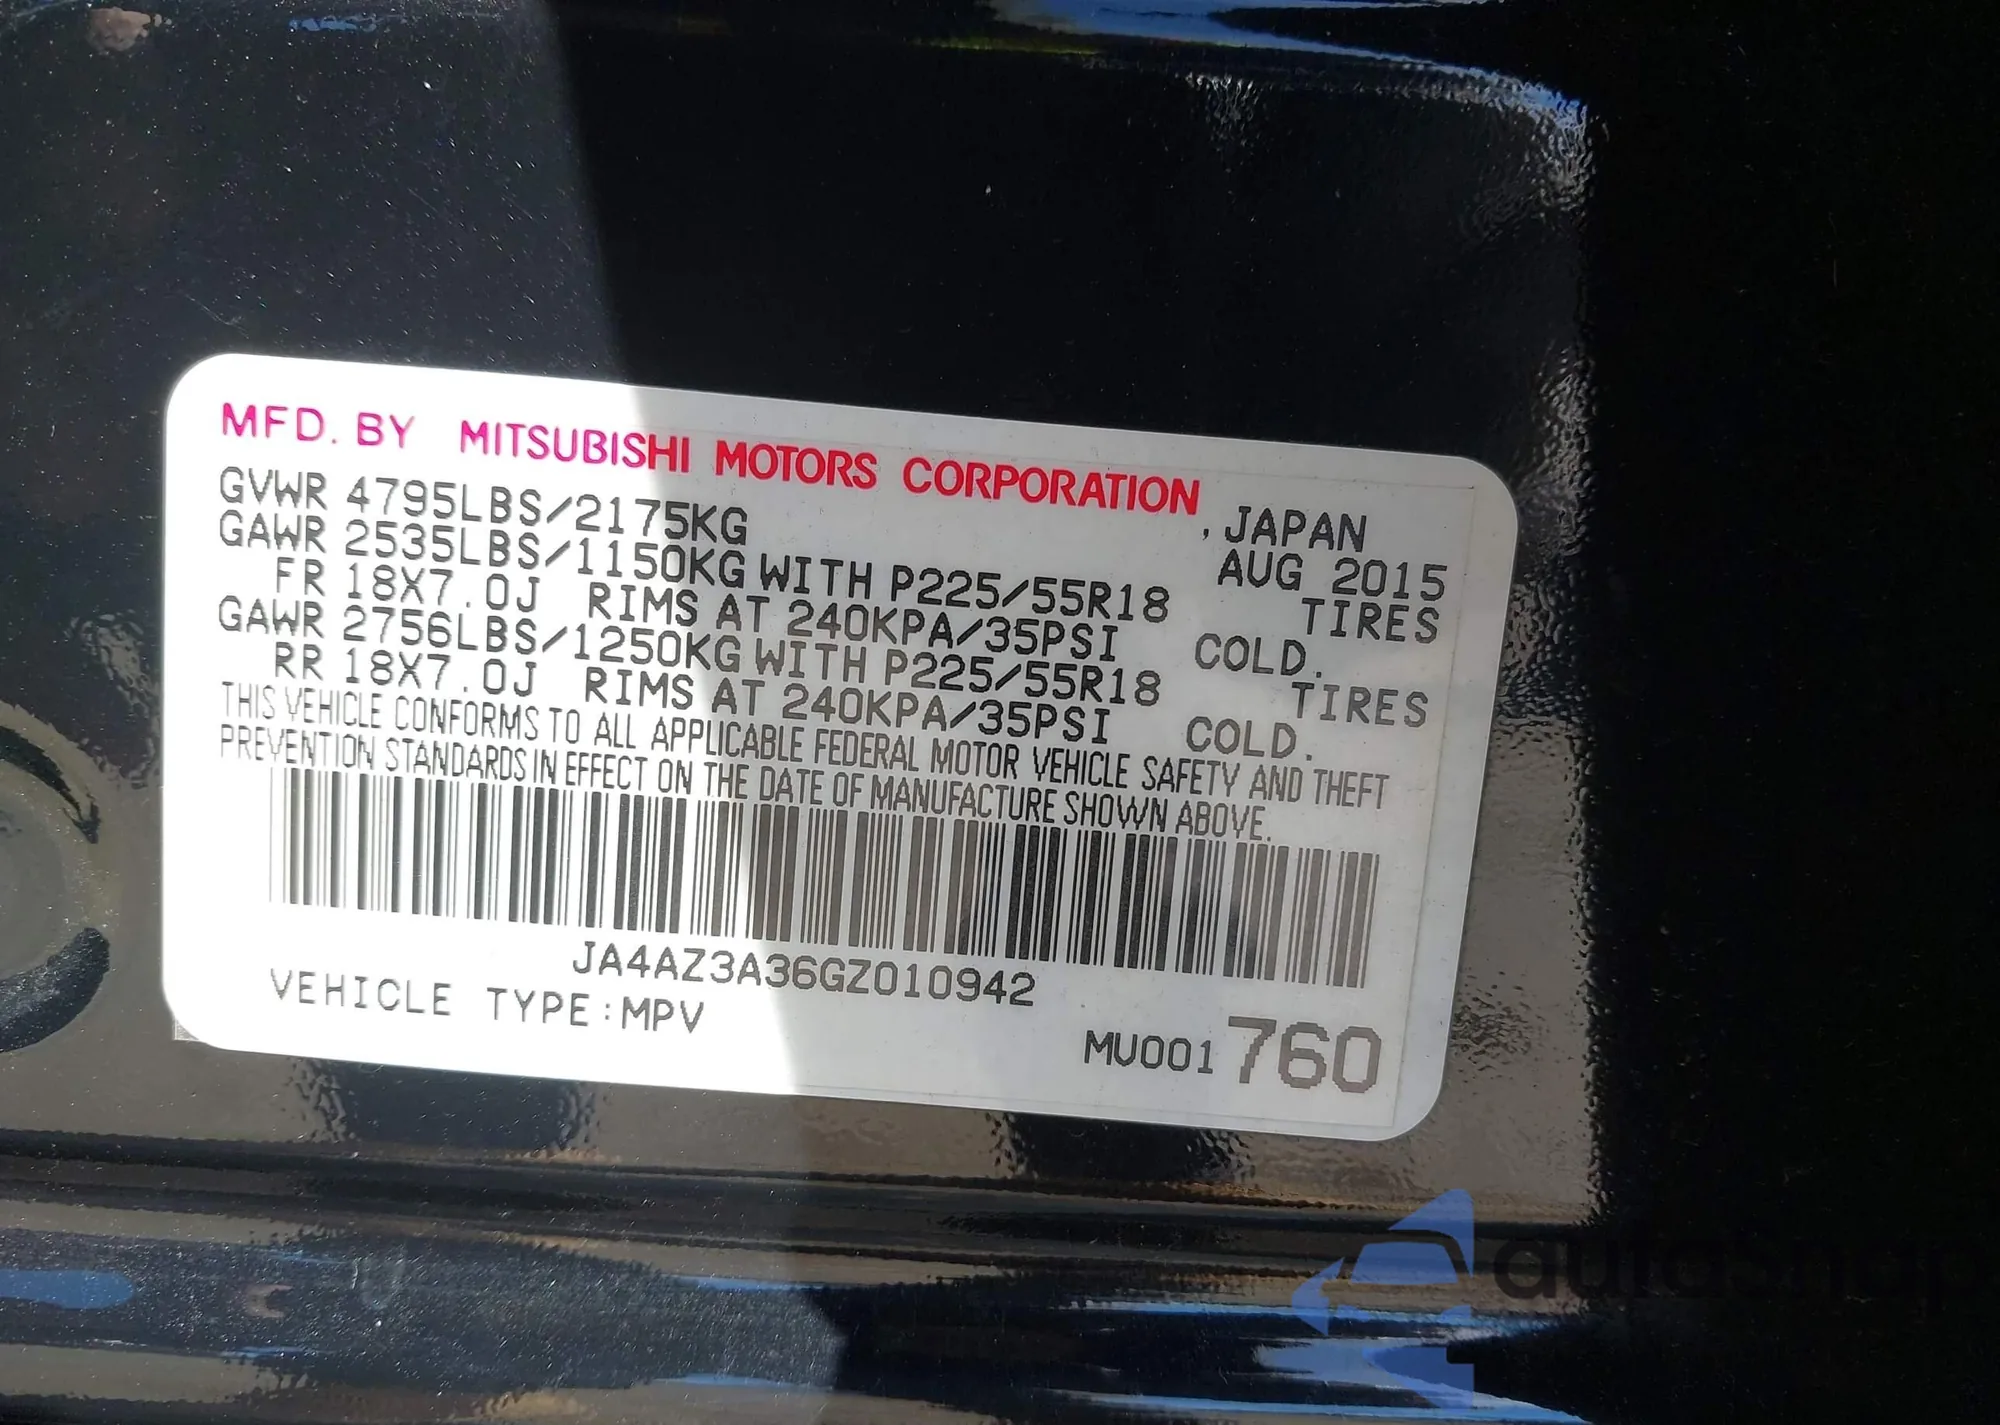 MFD. BY MITSUBISHI MOTORS CORPORATION, JAPAN
GVWR 4795LBS/2175KG AUG 2015
GAWR 2535LBS/1150KG WITH P225/55R18 TIRES
FR 18X7.0J RIMS AT 240KPA/35PSI COLD.
GAWR 2756LBS/1250KG WITH P225/55R18 TIRES
RR 18X7.0J RIMS AT 240KPA/35PSI COLD.
THIS VEHICLE CONFORMS TO ALL APPLICABLE FEDERAL MOTOR VEHICLE SAFETY AND THEFT
PREVENTION STANDARDS IN EFFECT ON THE DATE OF MANUFACTURE SHOWN ABOVE.
JA4AZ3A36GZ010942
VEHICLE TYPE:MPV
MU001 760